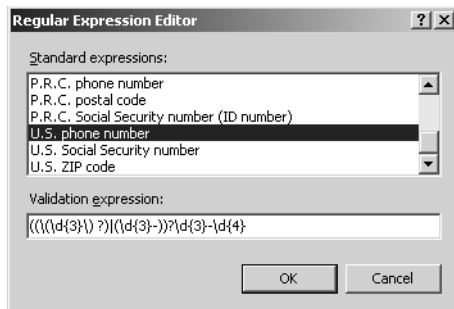 Regular Expression Editor
Standard expressions:
P.R.C. phone number
P.R.C. postal code
P.R.C. Social Security number (ID number)
U.S. phone number
U.S. Social Security number
U.S. ZIP code
Validation expression:
((\(\d{3}\) ?)|(\d{3}-))?\d{3}-\d{4}
OK Cancel